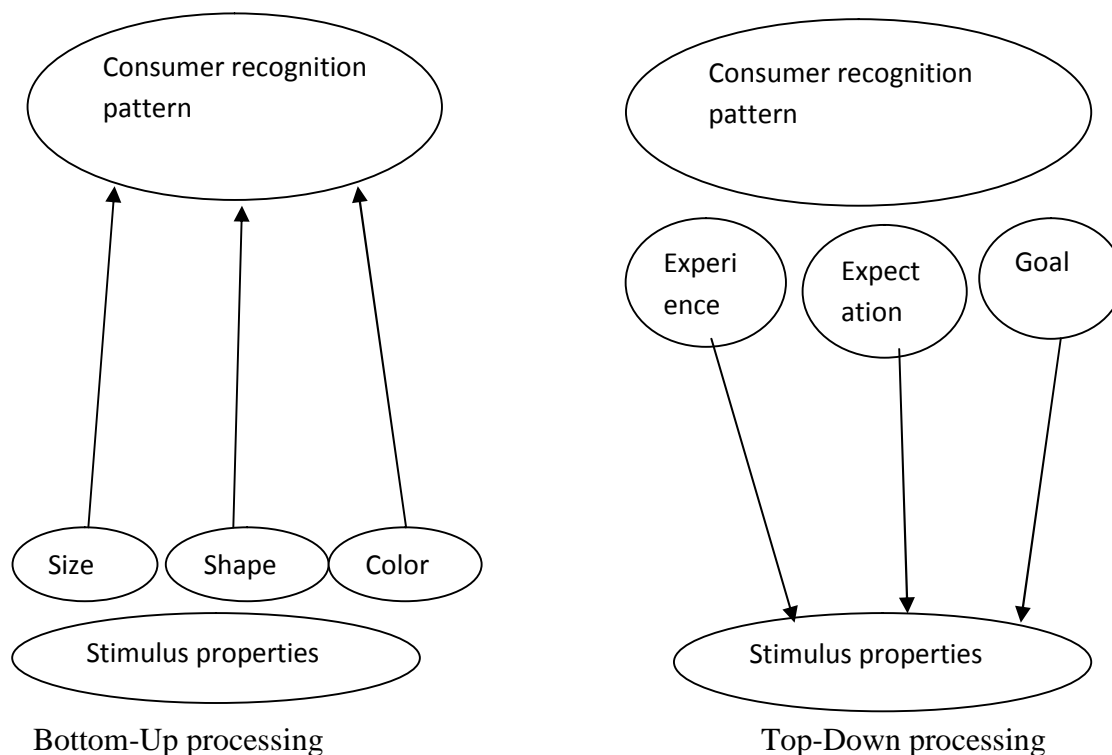 Consumer recognition
pattern
Size
Shape
Color
Stimulus properties
Bottom-Up processing
Consumer recognition
pattern
Experi
ence
Expect
ation
Goal
Stimulus properties
Top-Down processing